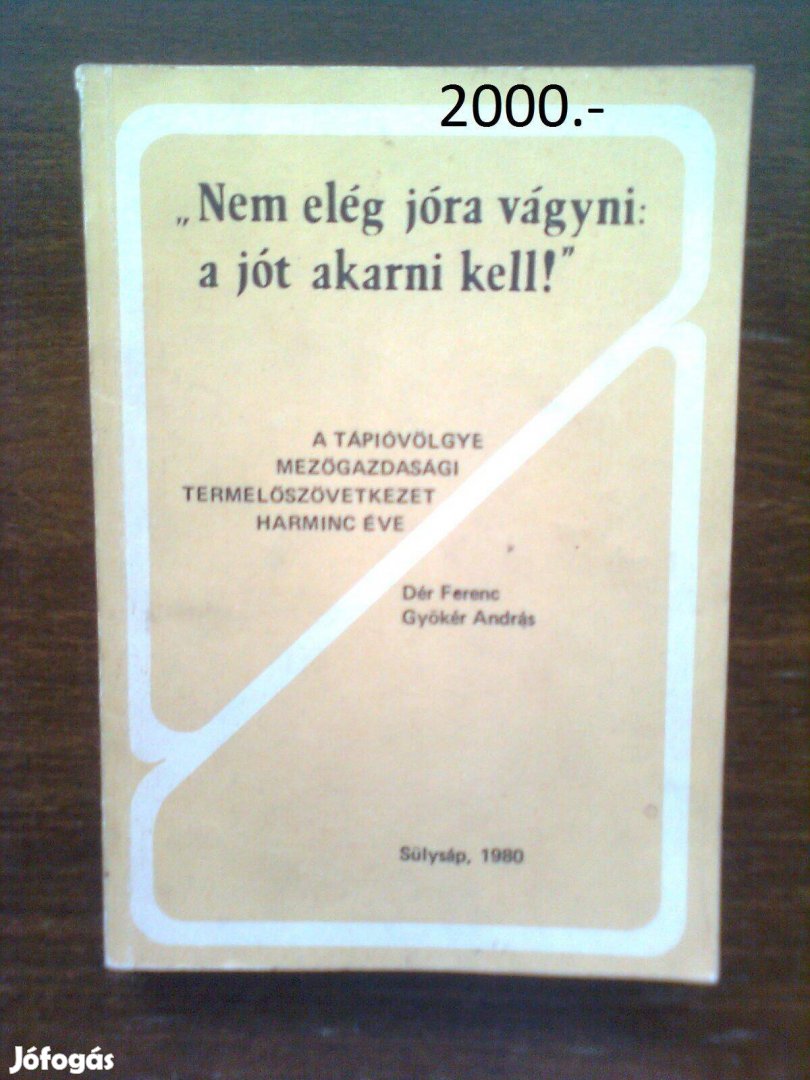 2000.-
„Nem elég jóra vágyni:
a jót akarni kell!”
A TÁPIÓVÖLGYE
MEZŐGAZDASÁGI
TERMELŐSZÖVETKEZET
HARMINC ÉVE
Dér Ferenc
Gyökér András
Sülysáp, 1980
Jófogás